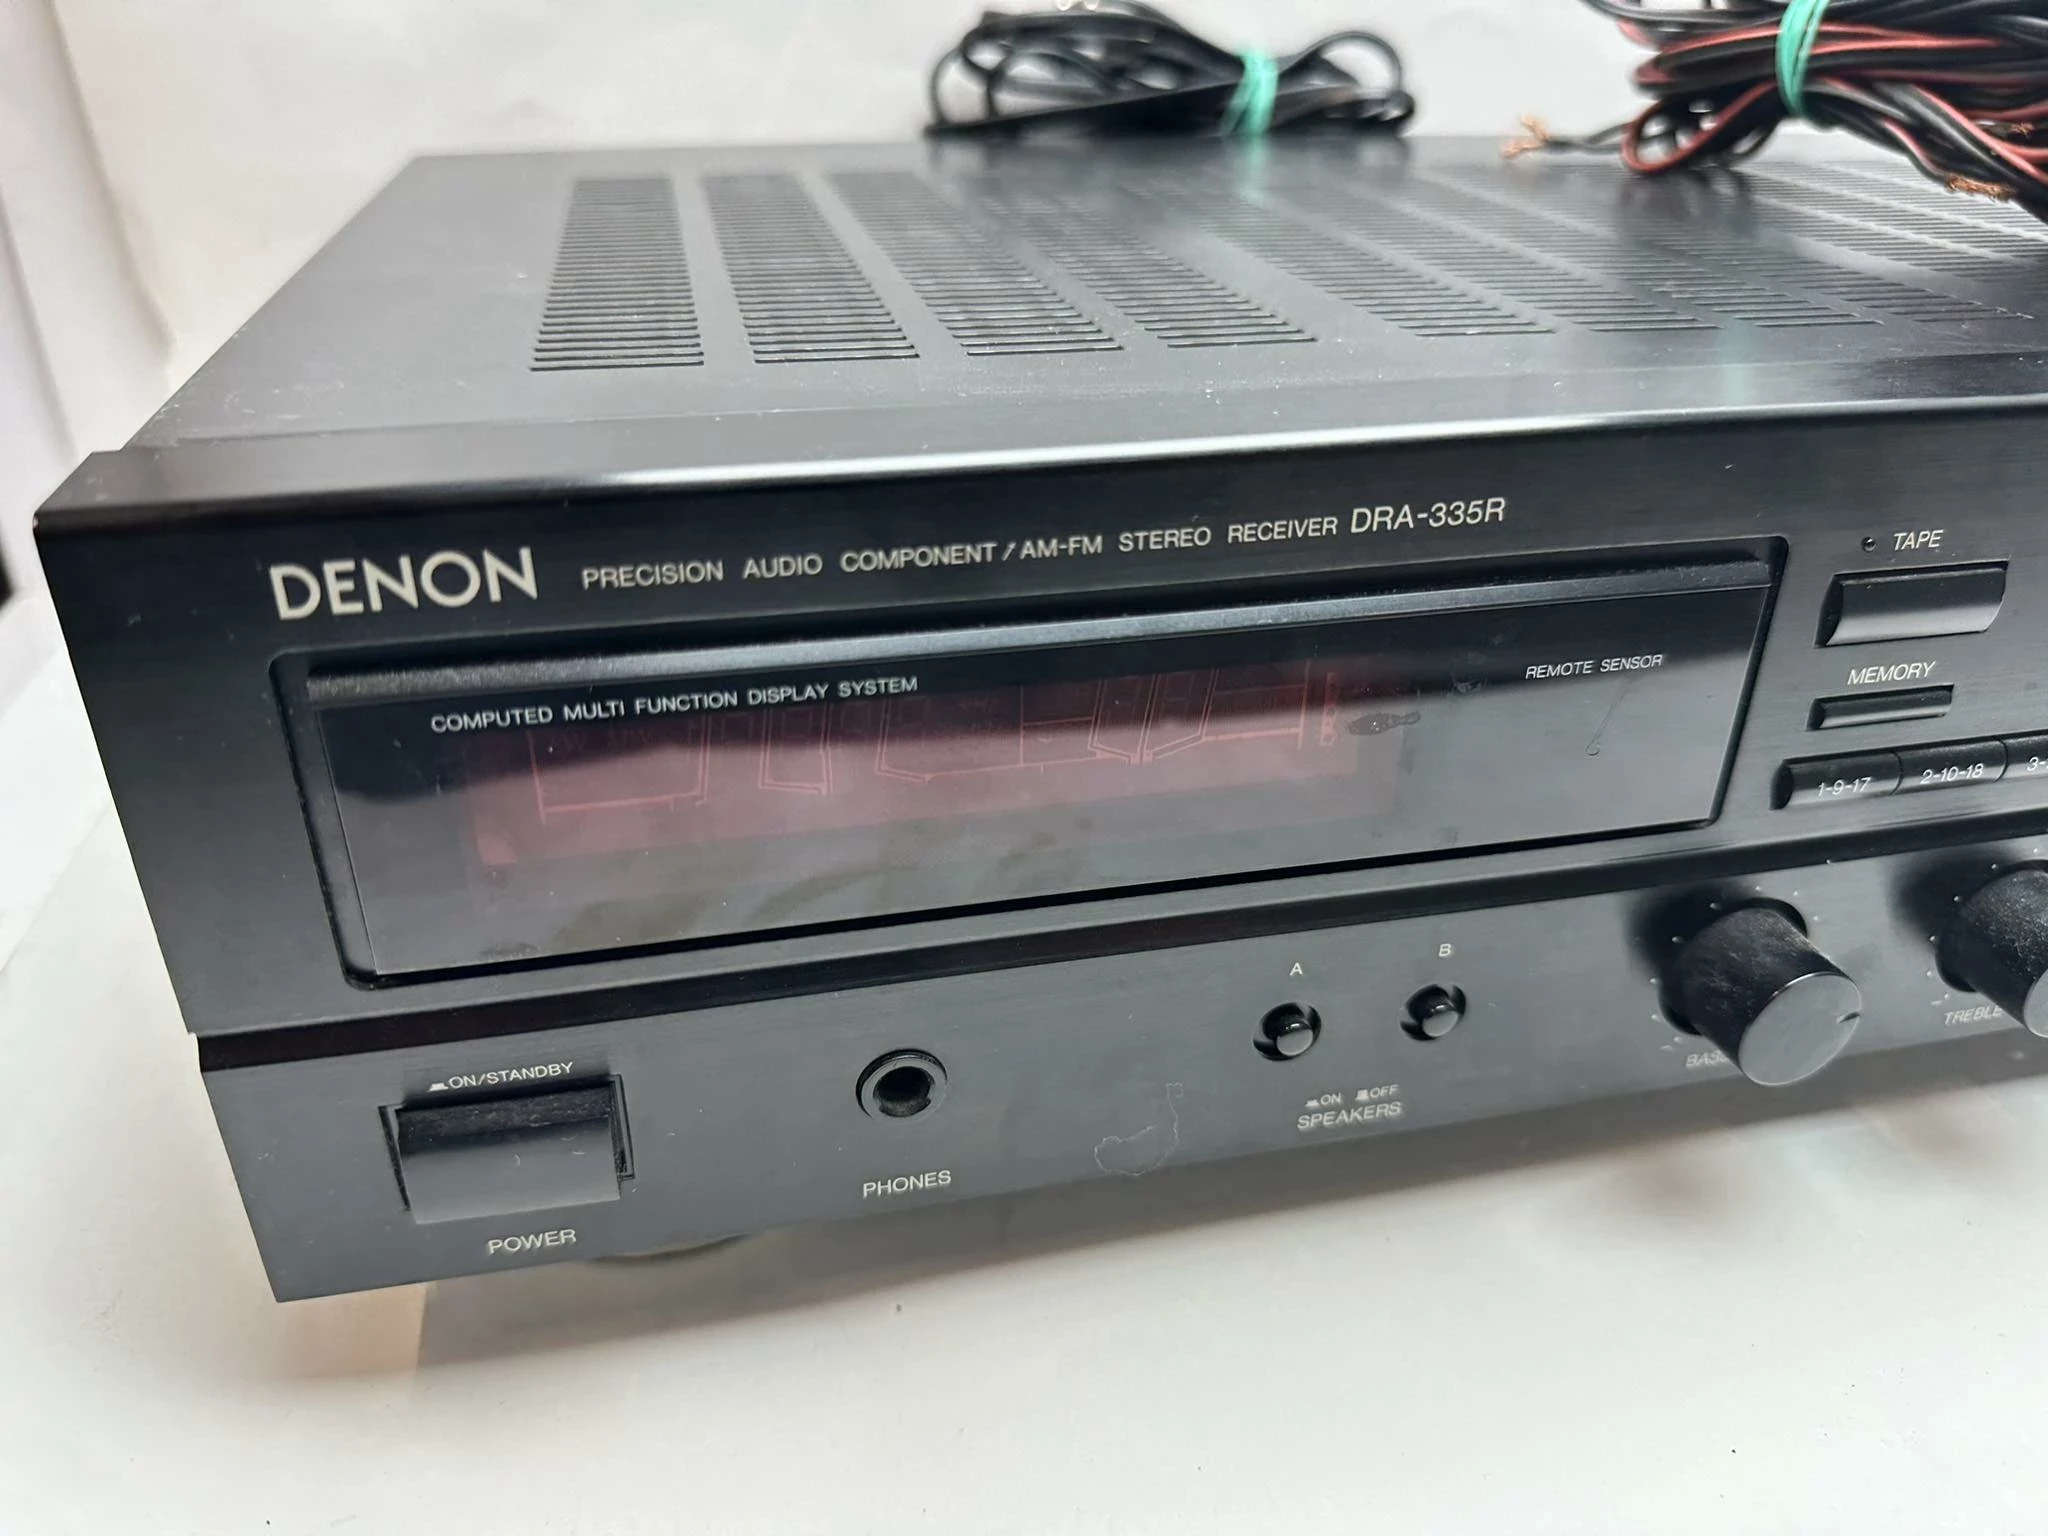 DENON PRECISION AUDIO COMPONENT / AM-FM STEREO RECEIVER DRA-335R
TAPE
COMPUTED MULTI FUNCTION DISPLAY SYSTEM
REMOTE SENSOR
MEMORY
1-9-17 2-10-18
A B
ON/STANDBY
ON OFF
SPEAKERS
BASS
TREBLE
PHONES
POWER